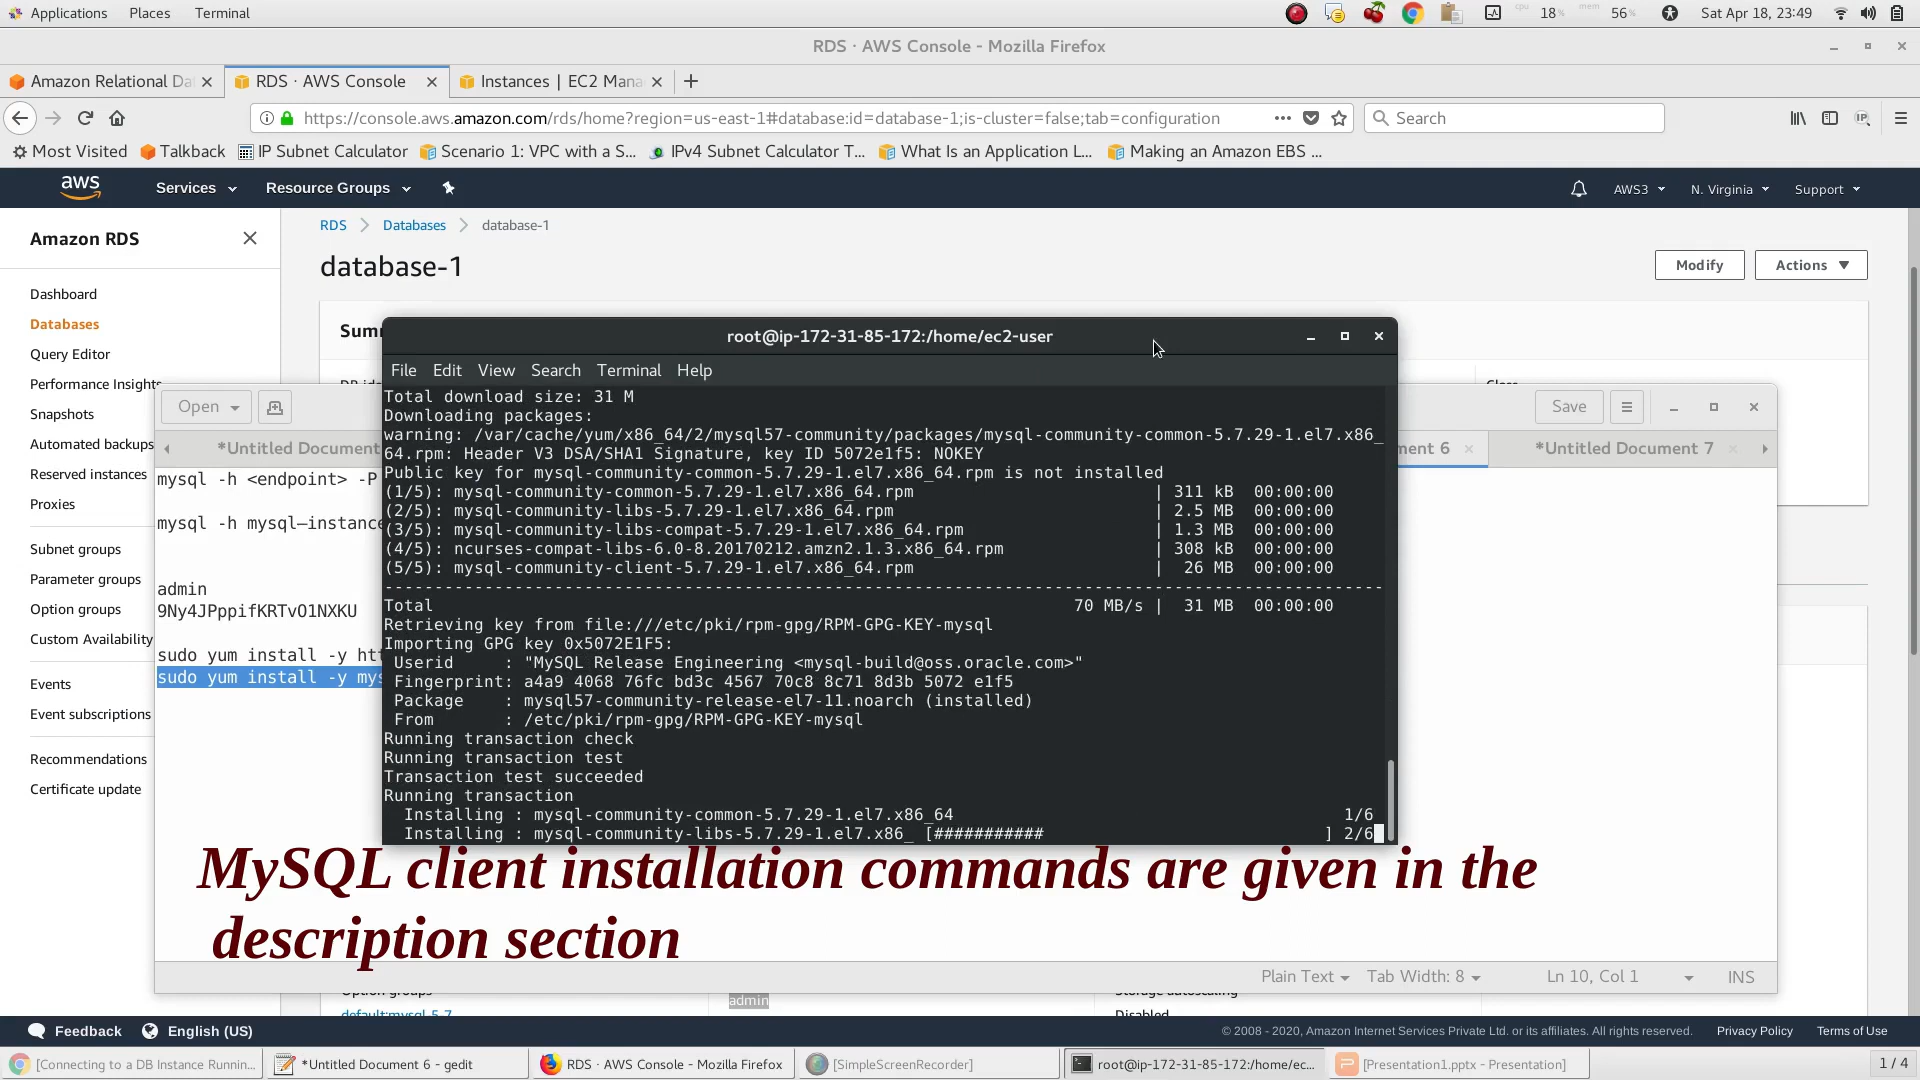 Applications Places Terminal
cpu 18% mem 56% Sat Apr 18, 23:49
RDS · AWS Console - Mozilla Firefox
Amazon Relational Da RDS · AWS Console Instances | EC2 Mana
https://console.aws.amazon.com/rds/home?region=us-east-1#database:id=database-1;is-cluster=false;tab=configuration Search
Most Visited Talkback IP Subnet Calculator Scenario 1: VPC with a S... IPv4 Subnet Calculator T... What Is an Application L... Making an Amazon EBS ...
aws Services Resource Groups AWS3 N. Virginia Support
RDS Databases database-1
Amazon RDS
database-1
Modify Actions
Dashboard
Databases
Query Editor
Performance Insights
Snapshots
Automated backups
Reserved instances
Proxies
Subnet groups
Parameter groups
Option groups
Custom Availability
Events
Event subscriptions
Recommendations
Certificate update
Summ
Open Save
*Untitled Document ment 6 *Untitled Document 7
mysql -h <endpoint> -P
mysql -h mysql–instance
admin
9Ny4JPppifKRTvO1NXKU
sudo yum install -y htt
sudo yum install -y mys
root@ip-172-31-85-172:/home/ec2-user
File Edit View Search Terminal Help
Total download size: 31 M
Downloading packages:
warning: /var/cache/yum/x86_64/2/mysql57-community/packages/mysql-community-common-5.7.29-1.el7.x86_
64.rpm: Header V3 DSA/SHA1 Signature, key ID 5072e1f5: NOKEY
Public key for mysql-community-common-5.7.29-1.el7.x86_64.rpm is not installed
(1/5): mysql-community-common-5.7.29-1.el7.x86_64.rpm | 311 kB 00:00:00
(2/5): mysql-community-libs-5.7.29-1.el7.x86_64.rpm | 2.5 MB 00:00:00
(3/5): mysql-community-libs-compat-5.7.29-1.el7.x86_64.rpm | 1.3 MB 00:00:00
(4/5): ncurses-compat-libs-6.0-8.20170212.amzn2.1.3.x86_64.rpm | 308 kB 00:00:00
(5/5): mysql-community-client-5.7.29-1.el7.x86_64.rpm | 26 MB 00:00:00
--------------------------------------------------------------------------------
Total 70 MB/s | 31 MB 00:00:00
Retrieving key from file:///etc/pki/rpm-gpg/RPM-GPG-KEY-mysql
Importing GPG key 0x5072E1F5:
Userid : "MySQL Release Engineering <mysql-build@oss.oracle.com>"
Fingerprint: a4a9 4068 76fc bd3c 4567 70c8 8c71 8d3b 5072 e1f5
Package : mysql57-community-release-el7-11.noarch (installed)
From : /etc/pki/rpm-gpg/RPM-GPG-KEY-mysql
Running transaction check
Running transaction test
Transaction test succeeded
Running transaction
Installing : mysql-community-common-5.7.29-1.el7.x86_64 1/6
Installing : mysql-community-libs-5.7.29-1.el7.x86_ [########### ] 2/6
MySQL client installation commands are given in the
description section
Plain Text Tab Width: 8 Ln 10, Col 1 INS
Option groups admin Storage autoscaling
default:mysql-5-7 Disabled
Feedback English (US) © 2008 - 2020, Amazon Internet Services Private Ltd. or its affiliates. All rights reserved. Privacy Policy Terms of Use
[Connecting to a DB Instance Runnin... *Untitled Document 6 - gedit RDS · AWS Console - Mozilla Firefox [SimpleScreenRecorder] root@ip-172-31-85-172:/home/ec... [Presentation1.pptx - Presentation] 1 / 4